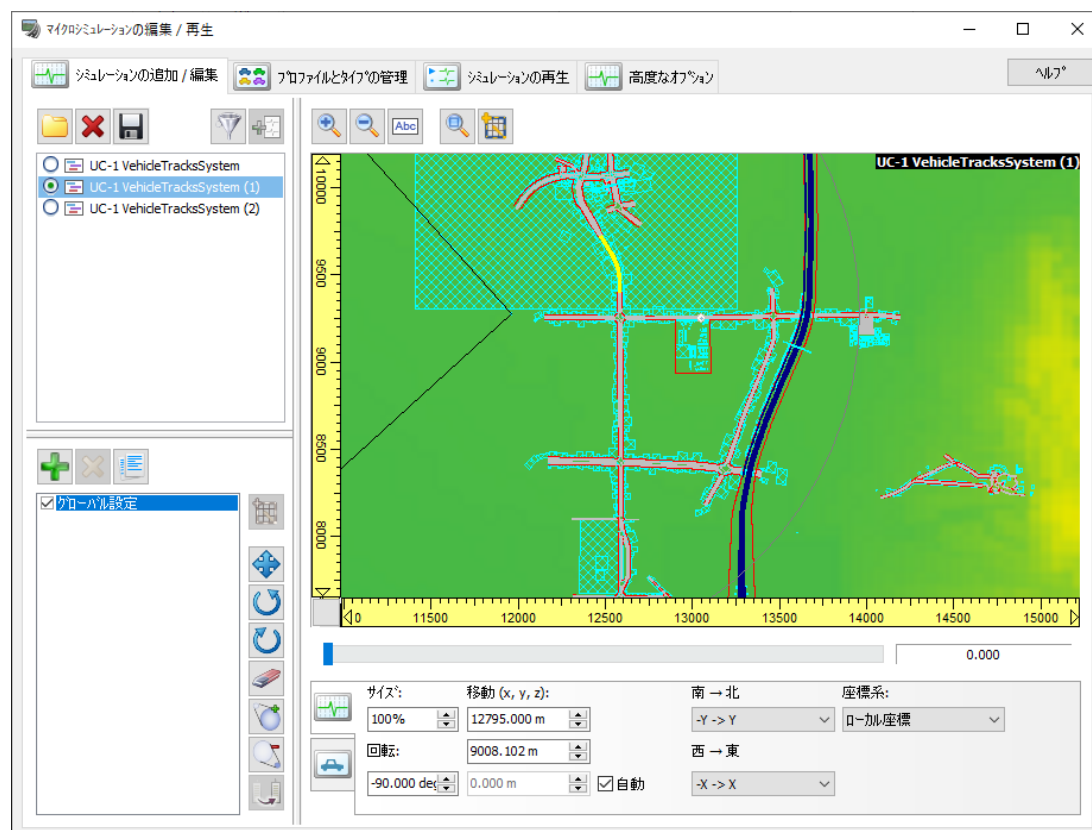 マイクロシミュレーションの編集 / 再生
シミュレーションの追加 / 編集
プロファイルとタイプの管理
シミュレーションの再生
高度なオプション
ヘルプ
Abc
UC-1 VehicleTracksSystem
UC-1 VehicleTracksSystem (1)
UC-1 VehicleTracksSystem (2)
UC-1 VehicleTracksSystem (1)
10000
9500
9000
8500
8000
0 11500 12000 12500 13000 13500 14000 14500 15000
グローバル設定
0.000
サイズ: 移動 (x, y, z): 南 → 北 座標系:
100% 12795.000 m -Y -> Y ローカル座標
回転: 9008.102 m 西 → 東
-90.000 deg 0.000 m 自動 -X -> X